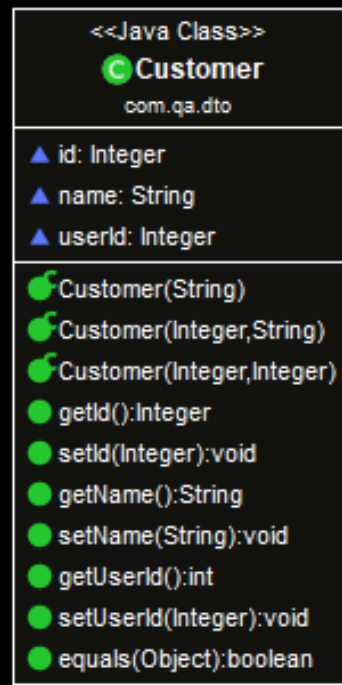 <<Java Class>>
C Customer
com.qa.dto
id: Integer
name: String
userId: Integer
Customer(String)
Customer(Integer,String)
Customer(Integer,Integer)
getId():Integer
setId(Integer):void
getName():String
setName(String):void
getUserId():int
setUserId(Integer):void
equals(Object):boolean